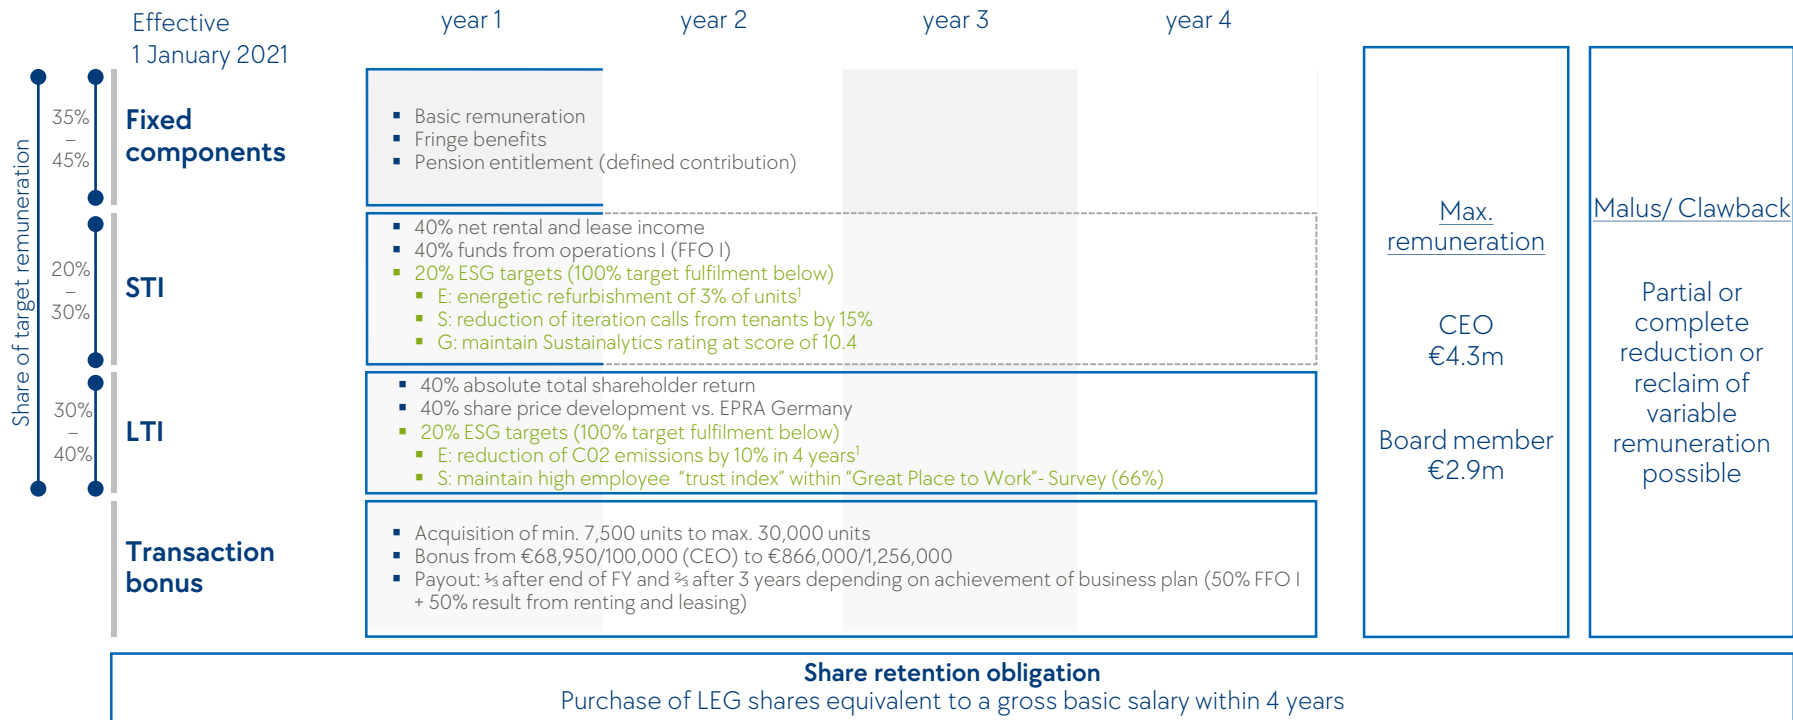 Effective
1 January 2021
year 1
year 2
year 3
year 4
Share of target remuneration
35%
–
45%
Fixed
components
▪ Basic remuneration
▪ Fringe benefits
▪ Pension entitlement (defined contribution)
20%
–
30%
STI
▪ 40% net rental and lease income
▪ 40% funds from operations I (FFO I)
▪ 20% ESG targets (100% target fulfilment below)
▪ E: energetic refurbishment of 3% of units¹
▪ S: reduction of iteration calls from tenants by 15%
▪ G: maintain Sustainalytics rating at score of 10.4
30%
–
40%
LTI
▪ 40% absolute total shareholder return
▪ 40% share price development vs. EPRA Germany
▪ 20% ESG targets (100% target fulfilment below)
▪ E: reduction of C02 emissions by 10% in 4 years¹
▪ S: maintain high employee “trust index” within “Great Place to Work”- Survey (66%)
Transaction
bonus
▪ Acquisition of min. 7,500 units to max. 30,000 units
▪ Bonus from €68,950/100,000 (CEO) to €866,000/1,256,000
▪ Payout: ⅓ after end of FY and ⅔ after 3 years depending on achievement of business plan (50% FFO I
+ 50% result from renting and leasing)
Max.
remuneration
CEO
€4.3m
Board member
€2.9m
Malus/ Clawback
Partial or
complete
reduction or
reclaim of
variable
remuneration
possible
Share retention obligation
Purchase of LEG shares equivalent to a gross basic salary within 4 years